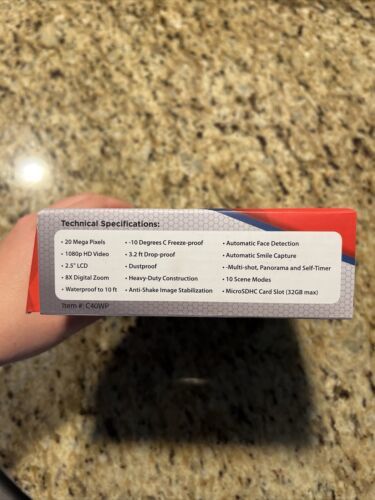 Technical Specifications:
• 20 Mega Pixels
• 1080p HD Video
• 2.5" LCD
• 8X Digital Zoom
• Waterproof to 10 ft
• -10 Degrees C Freeze-proof
• 3.2 ft Drop-proof
• Dustproof
• Heavy-Duty Construction
• Anti-Shake Image Stabilization
• Automatic Face Detection
• Automatic Smile Capture
• -Multi-shot, Panorama and Self-Timer
• 10 Scene Modes
• MicroSDHC Card Slot (32GB max)
Item #: C40WP